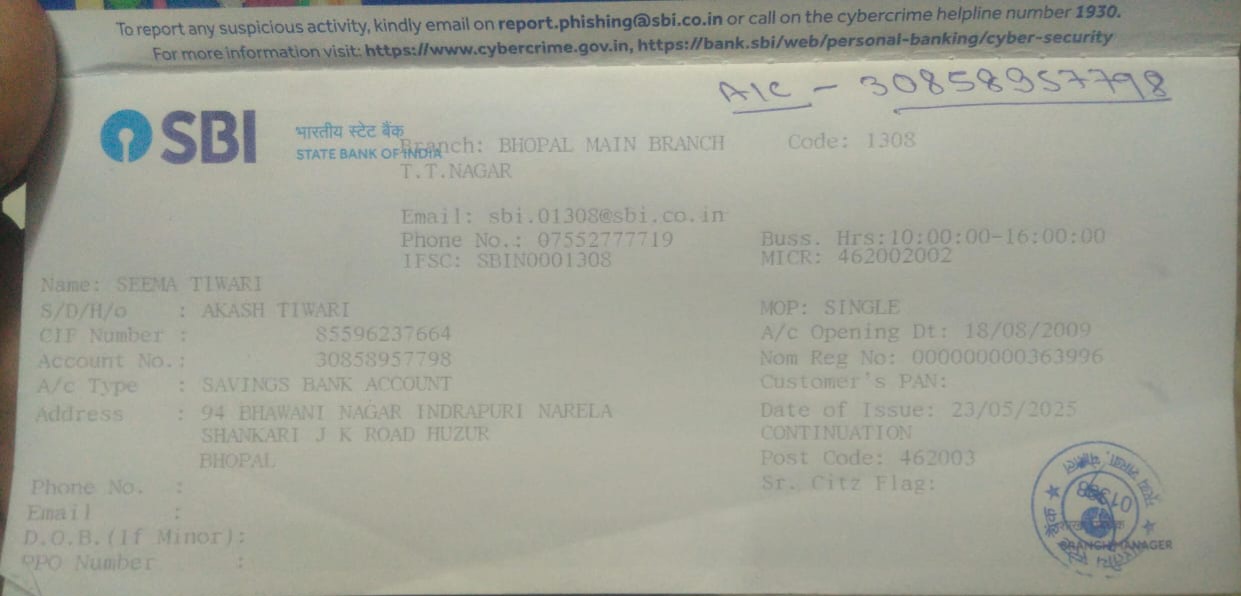 To report any suspicious activity, kindly email on report.phishing@sbi.co.in or call on the cybercrime helpline number 1930.
For more information visit: https://www.cybercrime.gov.in, https://bank.sbi/web/personal-banking/cyber-security
A/C - 30858957798
SBI
भारतीय स्टेट बैंक
STATE BANK OF INDIA
Branch: BHOPAL MAIN BRANCH Code: 1308
T.T.NAGAR
Email: sbi.01308@sbi.co.in
Phone No.: 07552777719 Buss. Hrs:10:00:00-16:00:00
IFSC: SBIN0001308 MICR: 462002002
Name: SEEMA TIWARI
S/D/H/o : AKASH TIWARI MOP: SINGLE
CIF Number : 85596237664 A/c Opening Dt: 18/08/2009
Account No.: 30858957798 Nom Reg No: 000000000363996
A/c Type : SAVINGS BANK ACCOUNT Customer's PAN:
Address : 94 BHAWANI NAGAR INDRAPURI NARELA Date of Issue: 23/05/2025
SHANKARI J K ROAD HUZUR CONTINUATION
BHOPAL Post Code: 462003
Phone No. : Sr. Citz Flag:
Email :
D.O.B.(If Minor):
PPO Number :
BRANCH MANAGER